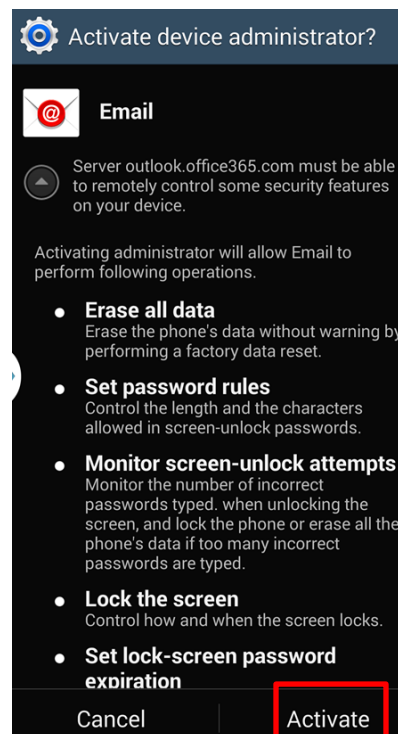 Activate device administrator?
Email
Server outlook.office365.com must be able
to remotely control some security features
on your device.
Activating administrator will allow Email to
perform following operations.
Erase all data
Erase the phone's data without warning by
performing a factory data reset.
Set password rules
Control the length and the characters
allowed in screen-unlock passwords.
Monitor screen-unlock attempts
Monitor the number of incorrect
passwords typed. when unlocking the
screen, and lock the phone or erase all the
phone's data if too many incorrect
passwords are typed.
Lock the screen
Control how and when the screen locks.
Set lock-screen password
expiration
Cancel
Activate